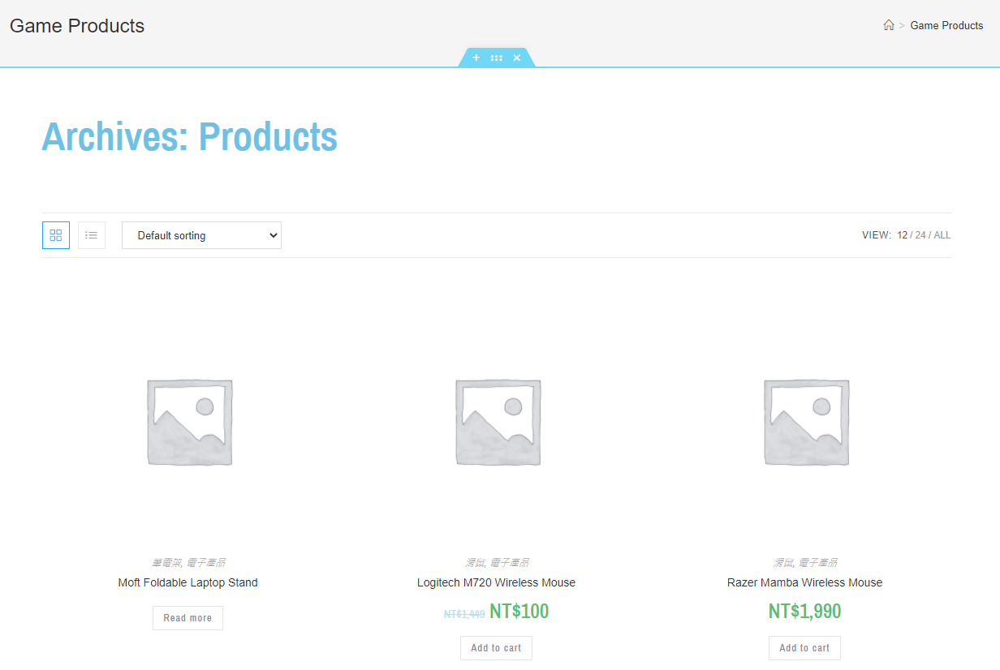 Game Products
> Game Products
Archives: Products
Default sorting
VIEW: 12 / 24 / ALL
筆電架, 電子產品
Moft Foldable Laptop Stand
Read more
滑鼠, 電子產品
Logitech M720 Wireless Mouse
NT$1,449 NT$100
Add to cart
滑鼠, 電子產品
Razer Mamba Wireless Mouse
NT$1,990
Add to cart